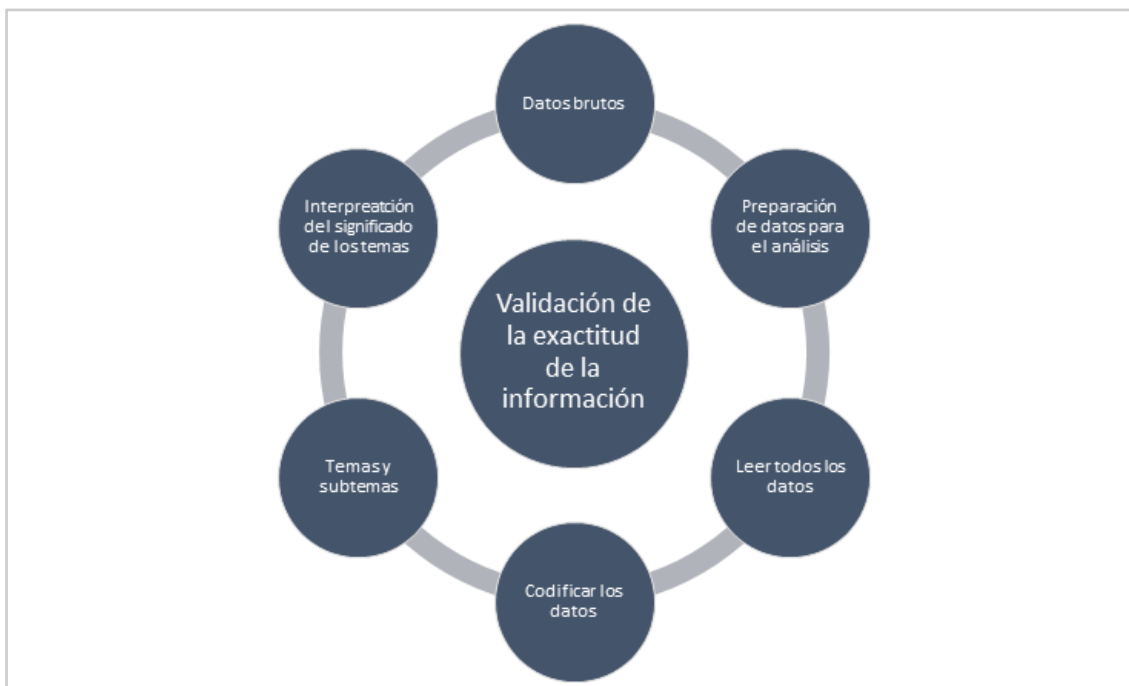 Datos brutos
Interpreatción
del significado
de los temas
Preparación
de datos para
el análisis
Validación de
la exactitud
de la
información
Temas y
subtemas
Leer todos los
datos
Codificar los
datos